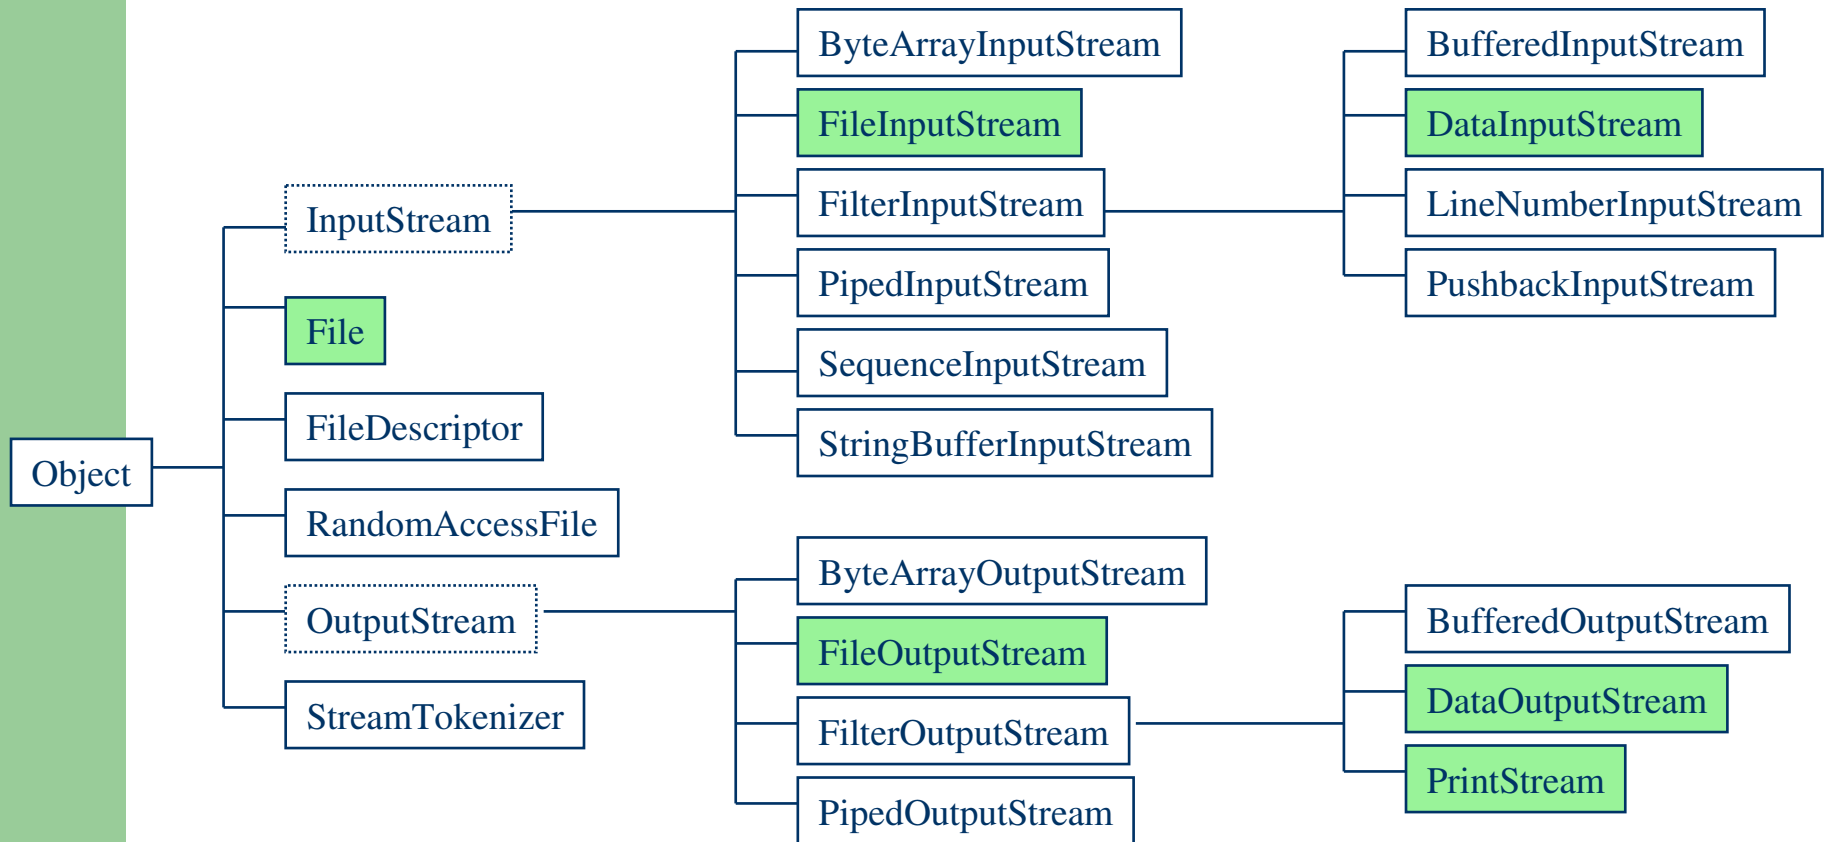 Object
InputStream
File
FileDescriptor
RandomAccessFile
OutputStream
StreamTokenizer
ByteArrayInputStream
FileInputStream
FilterInputStream
PipedInputStream
SequenceInputStream
StringBufferInputStream
ByteArrayOutputStream
FileOutputStream
FilterOutputStream
PipedOutputStream
BufferedInputStream
DataInputStream
LineNumberInputStream
PushbackInputStream
BufferedOutputStream
DataOutputStream
PrintStream